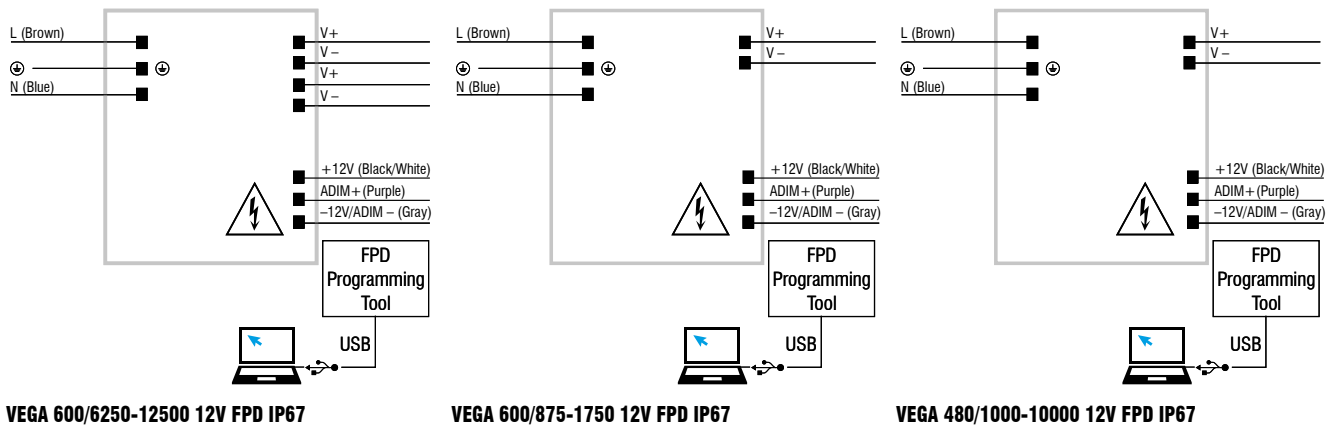 L (Brown)
N (Blue)
V+
V –
V+
V –
+12V (Black/White)
ADIM+(Purple)
–12V/ADIM – (Gray)
FPD
Programming
Tool
USB
VEGA 600/6250-12500 12V FPD IP67
L (Brown)
N (Blue)
V+
V –
+12V (Black/White)
ADIM+(Purple)
–12V/ADIM – (Gray)
FPD
Programming
Tool
USB
VEGA 600/875-1750 12V FPD IP67
L (Brown)
N (Blue)
V+
V –
+12V (Black/White)
ADIM+(Purple)
–12V/ADIM – (Gray)
FPD
Programming
Tool
USB
VEGA 480/1000-10000 12V FPD IP67